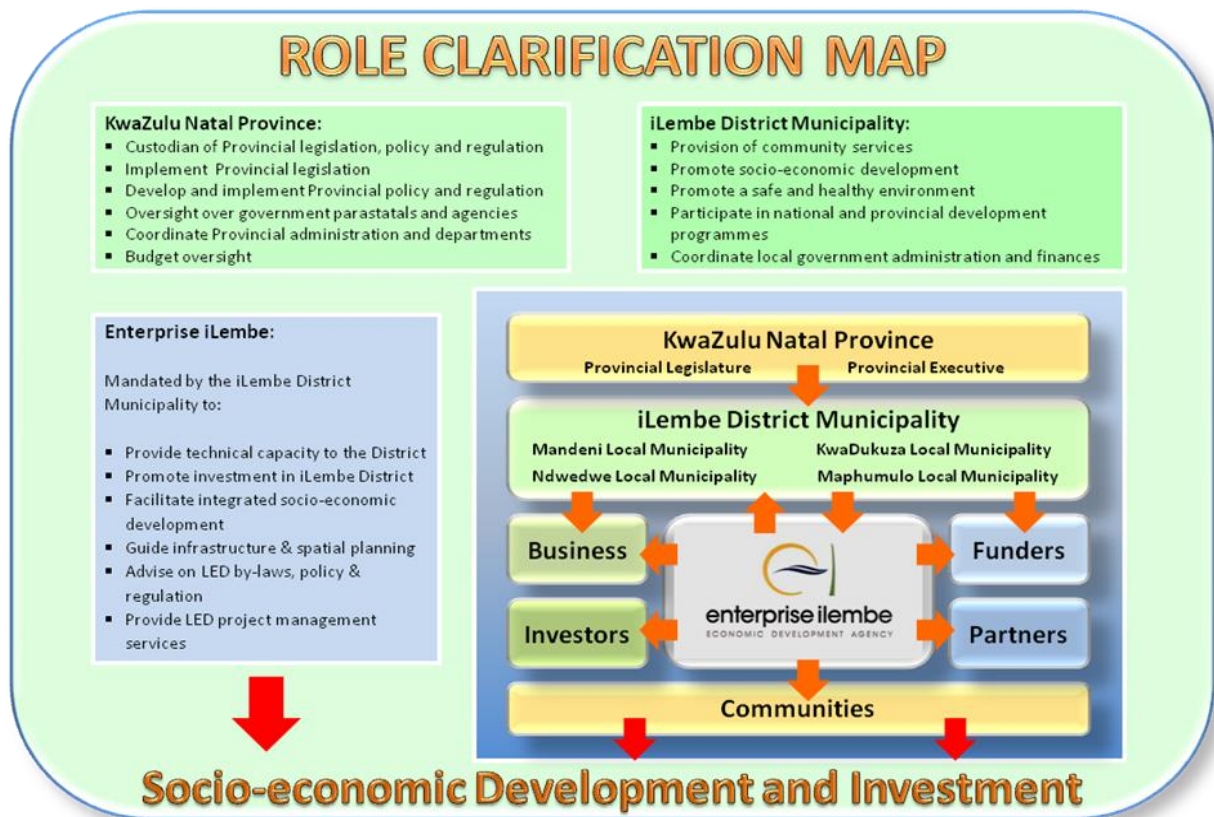 ROLE CLARIFICATION MAP
KwaZulu Natal Province:
▪ Custodian of Provincial legislation, policy and regulation
▪ Implement Provincial legislation
▪ Develop and implement Provincial policy and regulation
▪ Oversight over government parastatals and agencies
▪ Coordinate Provincial administration and departments
▪ Budget oversight
iLembe District Municipality:
▪ Provision of community services
▪ Promote socio-economic development
▪ Promote a safe and healthy environment
▪ Participate in national and provincial development
programmes
▪ Coordinate local government administration and finances
Enterprise iLembe:
Mandated by the iLembe District
Municipality to:
▪ Provide technical capacity to the District
▪ Promote investment in iLembe District
▪ Facilitate integrated socio-economic
development
▪ Guide infrastructure & spatial planning
▪ Advise on LED by-laws, policy &
regulation
▪ Provide LED project management
services
KwaZulu Natal Province
Provincial Legislature Provincial Executive
iLembe District Municipality
Mandeni Local Municipality KwaDukuza Local Municipality
Ndwedwe Local Municipality Maphumulo Local Municipality
Business
Funders
enterprise ilembe
ECONOMIC DEVELOPMENT AGENCY
Investors
Partners
Communities
Socio-economic Development and Investment